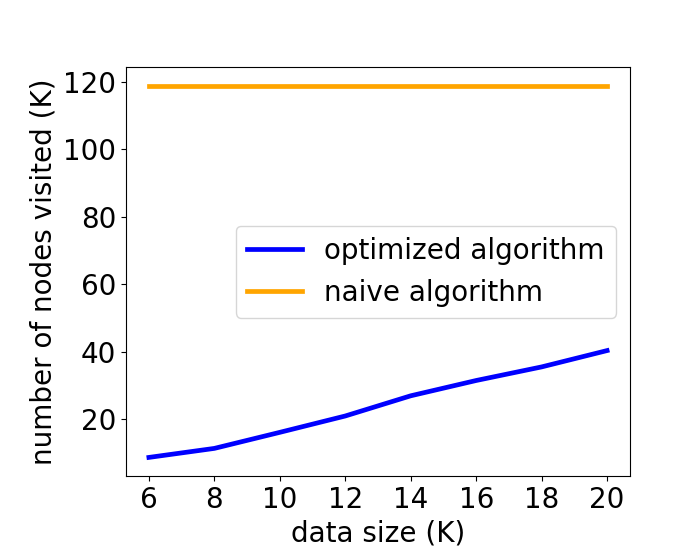 number of nodes visited (K)
120
100
80
60
40
20
optimized algorithm
naive algorithm
6 8 10 12 14 16 18 20
data size (K)